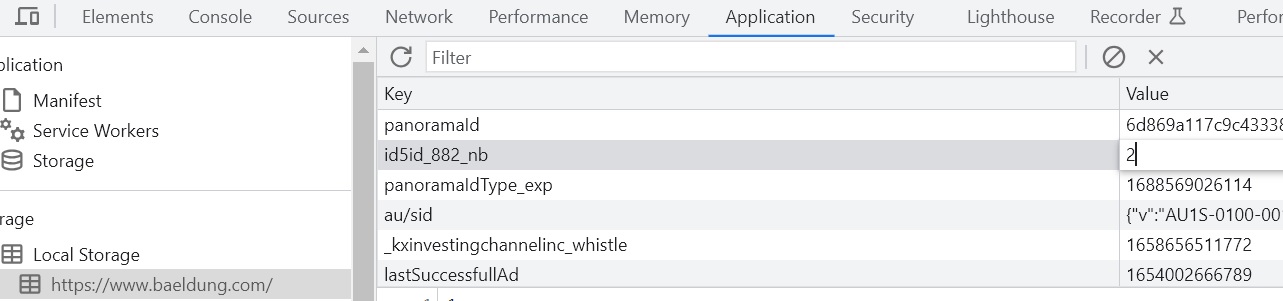 Elements Console Sources Network Performance Memory Application Security Lighthouse Recorder
plication
Manifest
Service Workers
Storage
rage
Local Storage
https://www.baeldung.com/
Filter
Key Value
panoramaId 6d869a117c9c43338
id5id_882_nb 2
panoramaIdType_exp 1688569026114
au/sid {"v":"AU1S-0100-00
_kxinvestingchannelinc_whistle 1658656511772
lastSuccessfullAd 1654002666789